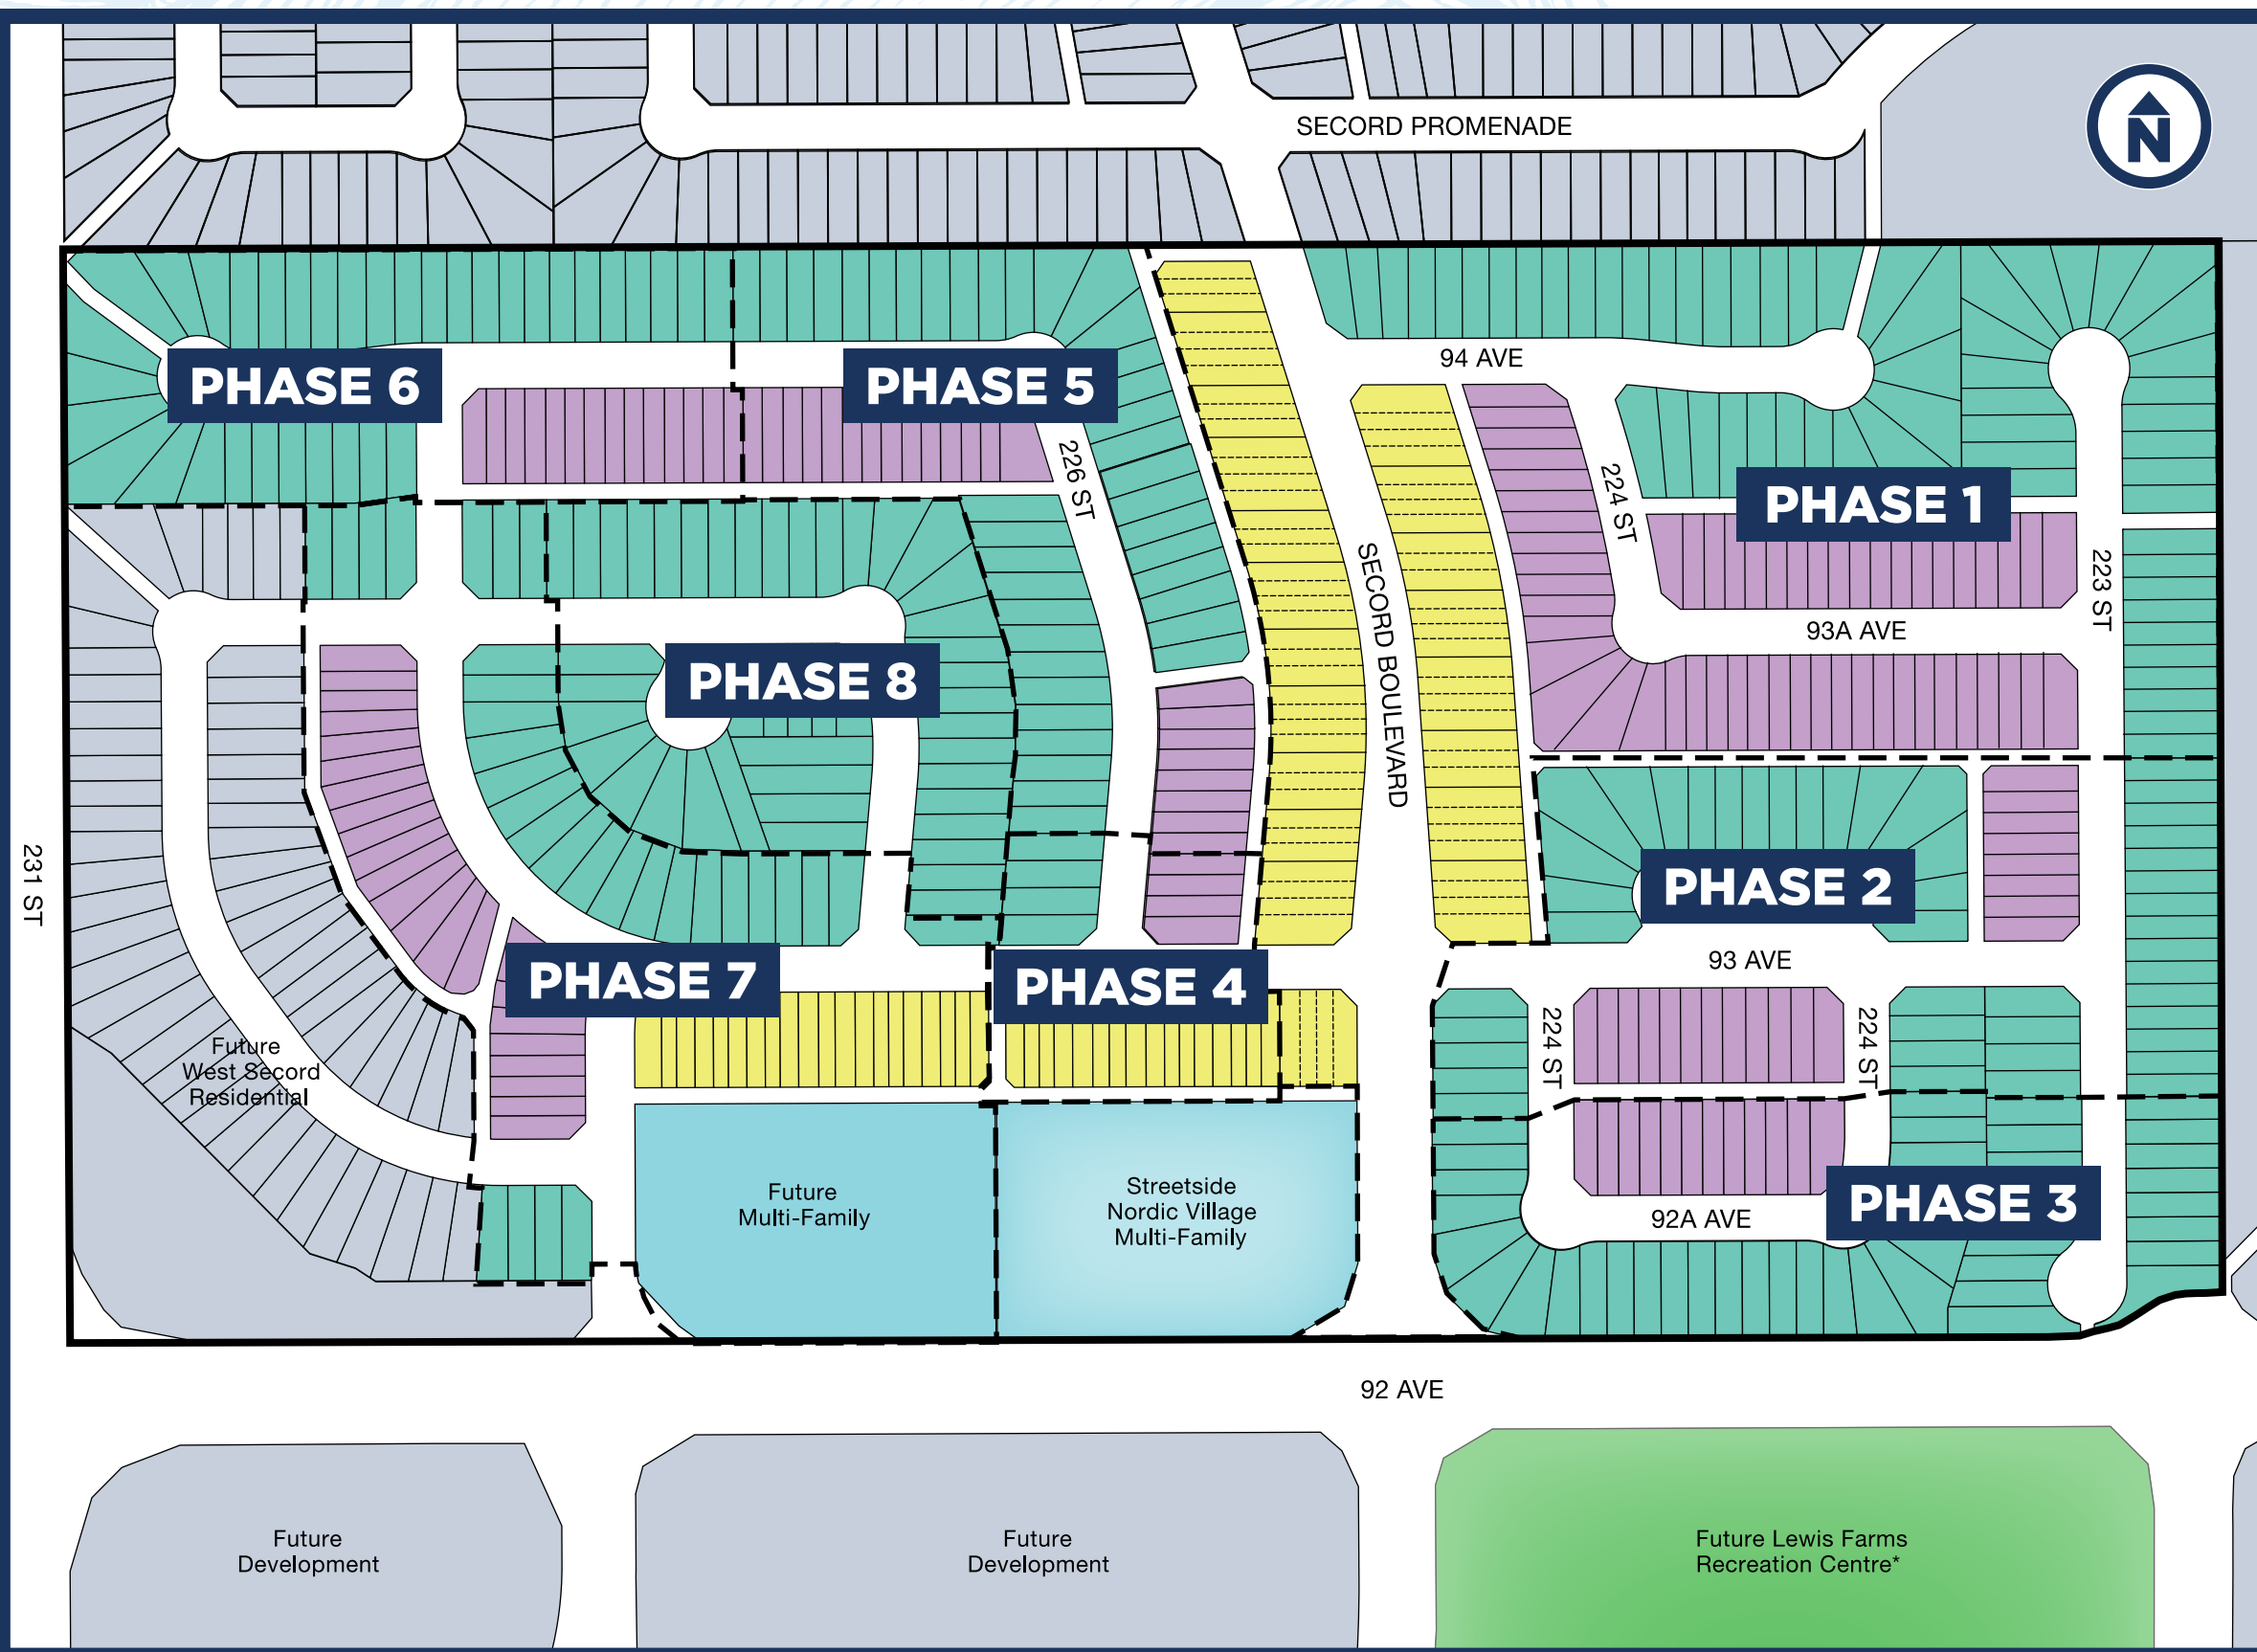 SECORD PROMENADE
N
94 AVE
PHASE 6
PHASE 5
226 ST
224 ST
PHASE 1
223 ST
93A AVE
SECORD BOULEVARD
PHASE 8
231 ST
PHASE 2
93 AVE
PHASE 7
PHASE 4
224 ST
224 ST
Future
West Secord
Residential
Future
Multi-Family
Streetside
Nordic Village
Multi-Family
92A AVE
PHASE 3
92 AVE
Future
Development
Future
Development
Future Lewis Farms
Recreation Centre*